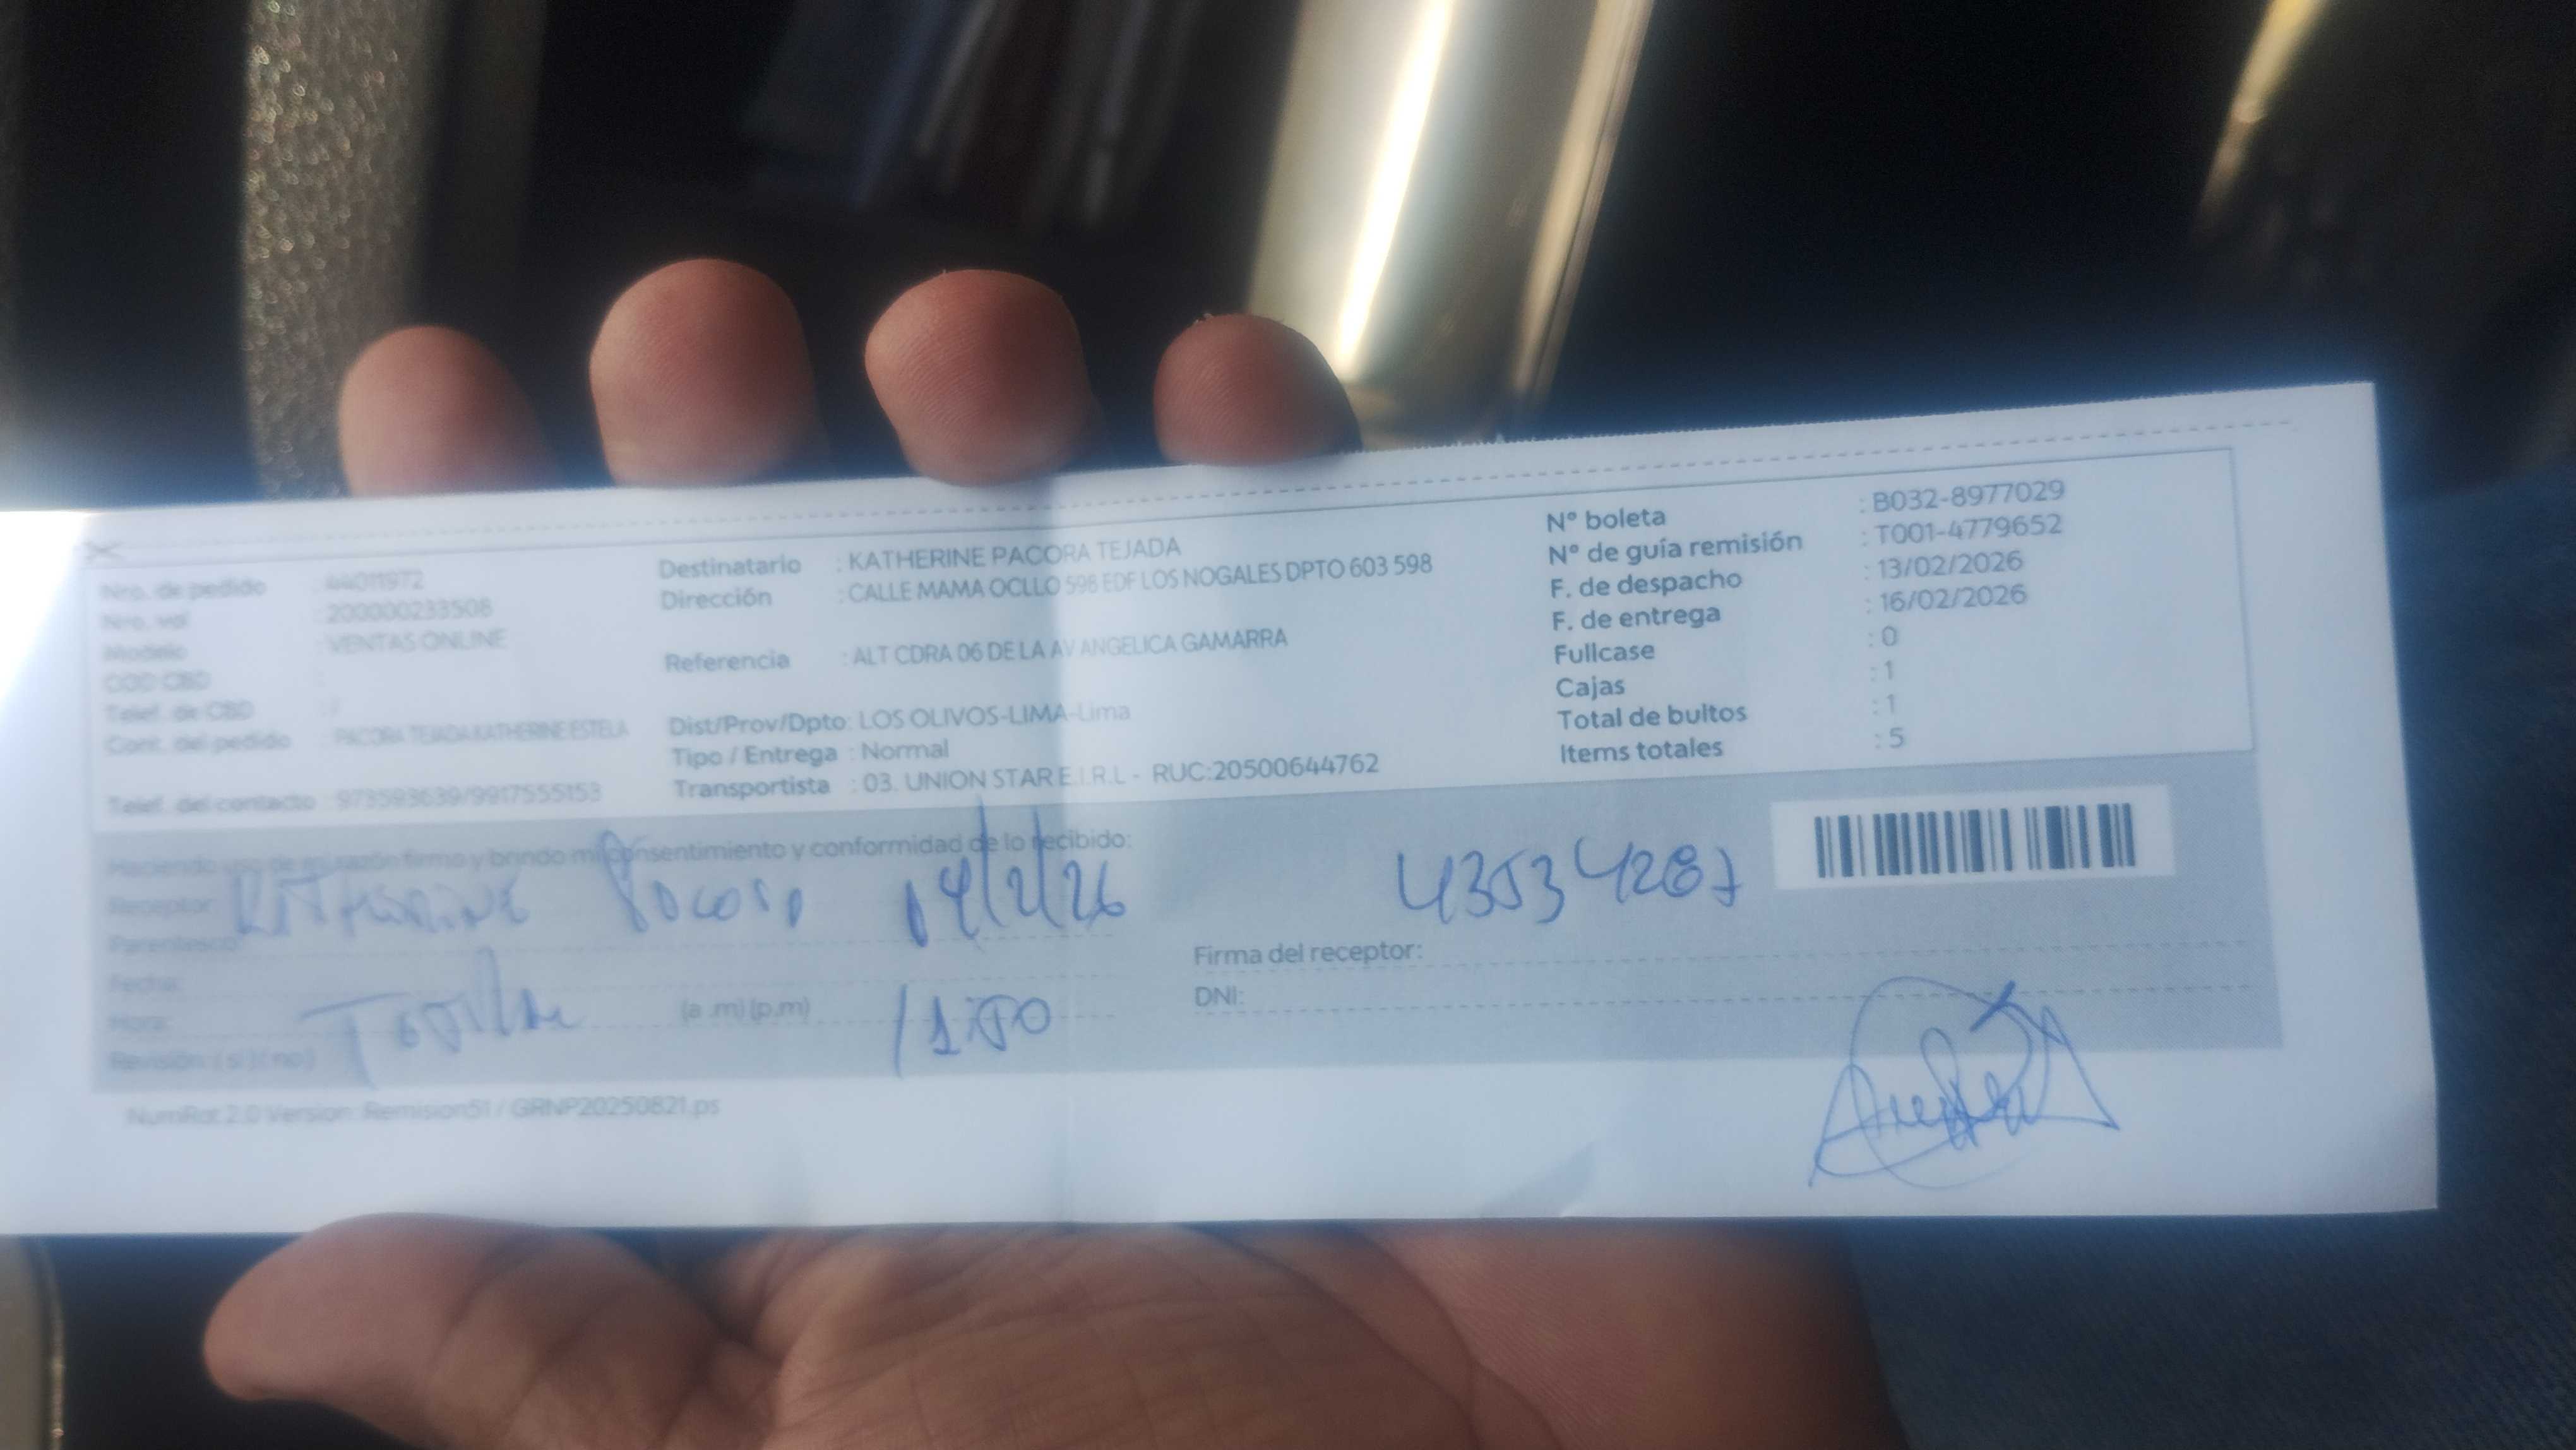 Nro. de pedido : 44011972
Nro. vol : 200000233508
Modelo : VENTAS ONLINE
COD CBD :
Telef. de CBD : /
Cont. del pedido : PACORA TEJADA KATHERINE ESTELA
Telef. del contacto : 973593639/9917555153
Destinatario : KATHERINE PACORA TEJADA
Dirección : CALLE MAMA OCLLO 598 EDF LOS NOGALES DPTO 603 598
Referencia : ALT CDRA 06 DE LA AV ANGELICA GAMARRA
Dist/Prov/Dpto: LOS OLIVOS-LIMA-Lima
Tipo / Entrega : Normal
Transportista : 03. UNION STAR E.I.R.L - RUC:20500644762
N° boleta : B032-8977029
N° de guía remisión : T001-4779652
F. de despacho : 13/02/2026
F. de entrega : 16/02/2026
Fullcase : 0
Cajas : 1
Total de bultos : 1
Items totales : 5
Haciendo uso de mi razón firmo y brindo mi consentimiento y conformidad de lo recibido:
Receptor: Katherine Pacora 14/2/26
Parentesco:
Fecha:
Hora: (a.m) (p.m)
Revisión: ( si ) ( no )
43534287
Firma del receptor:
DNI:
NumRot 2.0 Version: Remision51 / GRNP20250821.ps